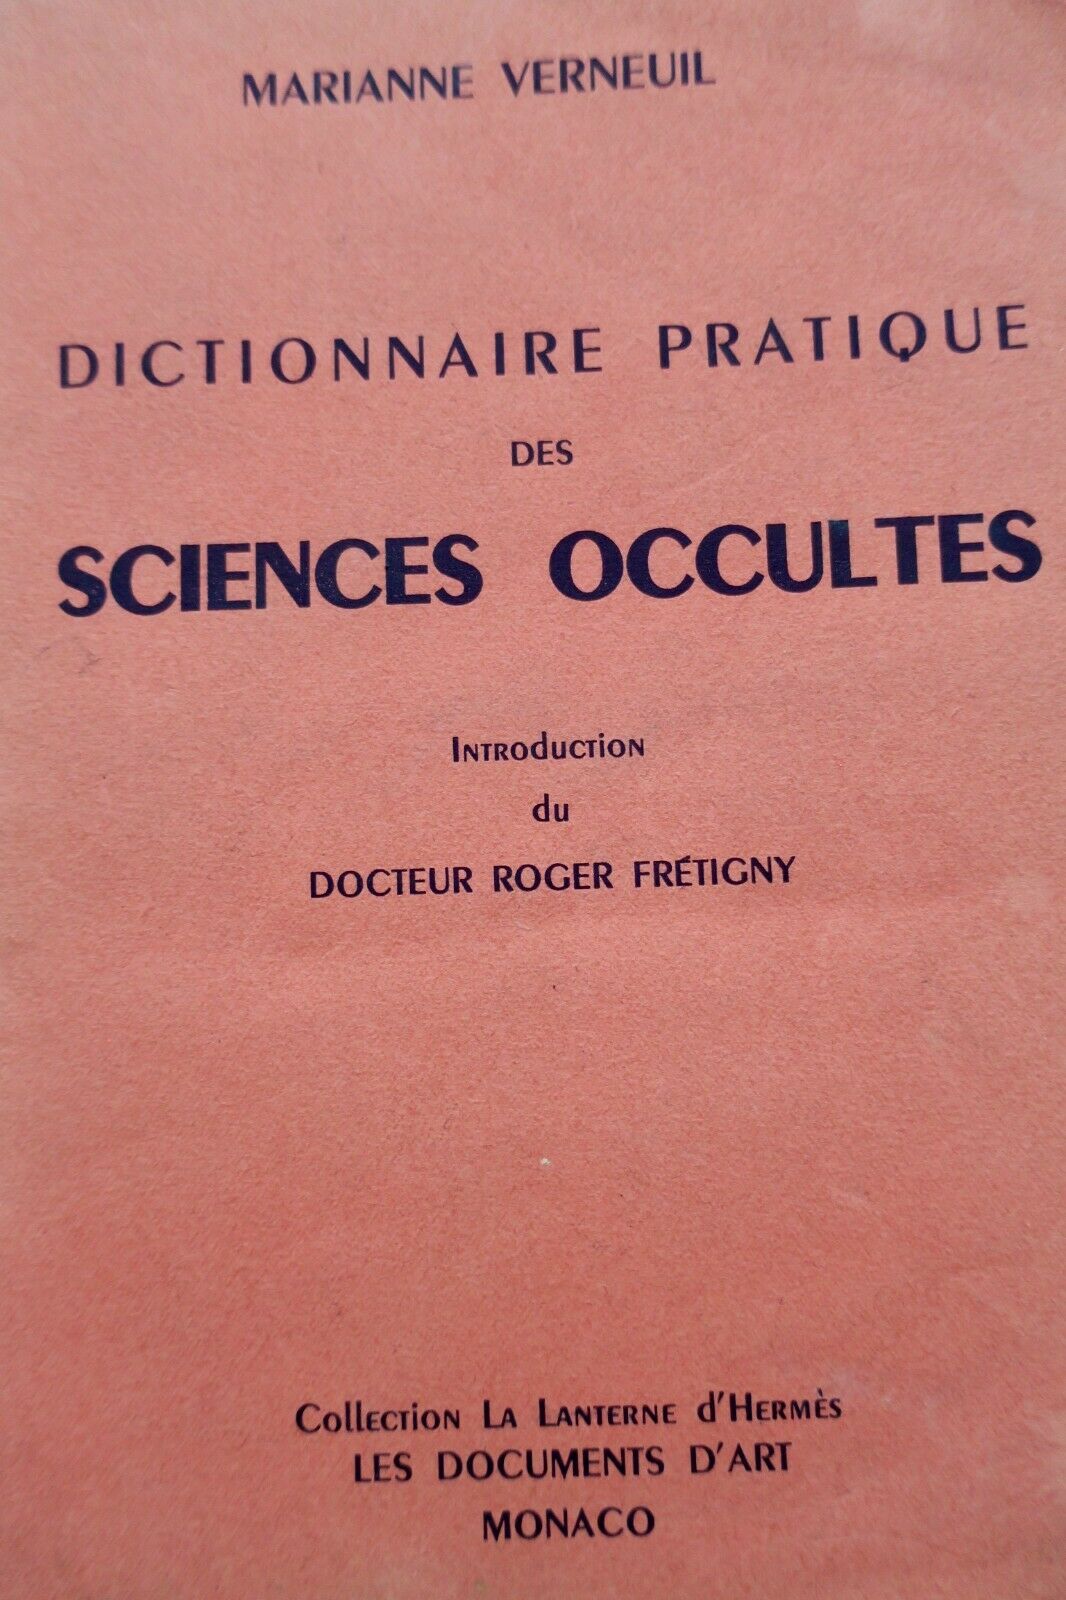 MARIANNE VERNEUIL
DICTIONNAIRE PRATIQUE
DES
SCIENCES OCCULTES
INTRODUCTION
du
DOCTEUR ROGER FRÉTIGNY
Collection LA LANTERNE d'HERMÈS
LES DOCUMENTS D'ART
MONACO